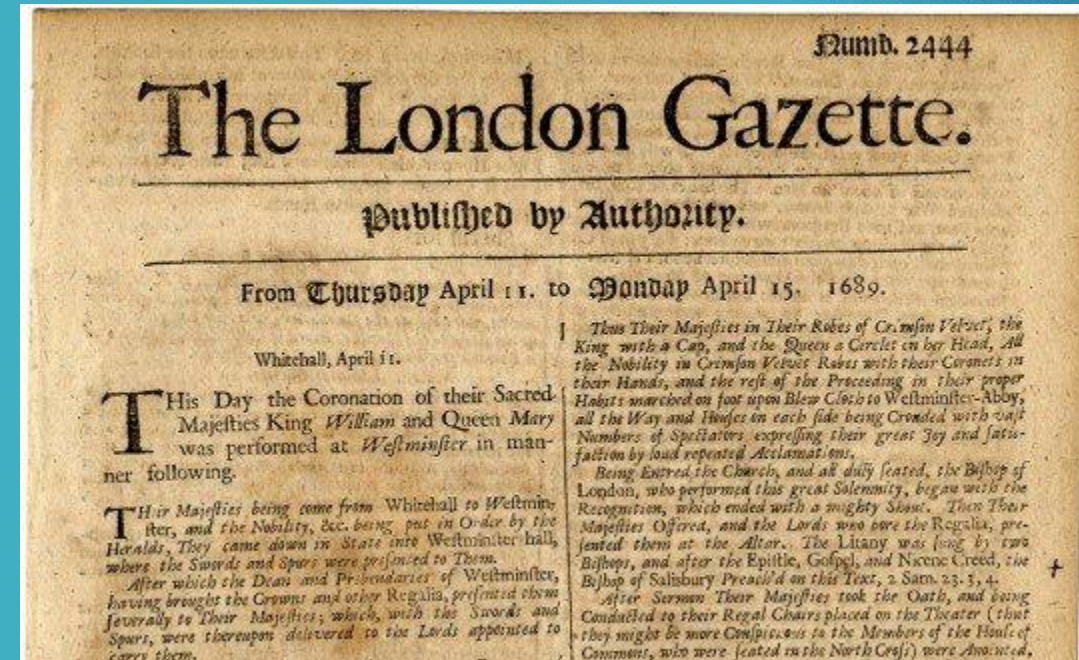 Numb. 2444
The London Gazette.
Publiſhed by Authority.
From Thursday April 11. to Monday April 15. 1689.
Whitehall, April 11.
THis Day the Coronation of their Sacred
Majeſties King William and Queen Mary
was performed at Weſtminſter in man-
ner following.
THeir Majeſties being come from Whitehall to Weſtmin-
ſter, and the Nobility, &c. being put in Order by the
Heralds, They came down in State into Weſtminſter-hall,
where the Swords and Spurs were preſented to Them.
After which the Dean and Prebendaries of Weſtminſter,
having brought the Crowns and other Regalia, preſented them
ſeverally to Their Majeſties; which, with the Swords and
Spurs, were thereupon delivered to the Lords appointed to
carry them.
Thus Their Majeſties in Their Robes of Crimſon Velvet, the
King with a Cap, and the Queen a Circlet on her Head, All
the Nobility in Crimſon Velvet Robes with their Coronets in
their Hands, and the reſt of the Proceeding in their proper
Habits marched on foot upon Blew Cloth to Weſtminſter-Abby,
all the Way and Houſes on each ſide being Crouded with vaſt
Numbers of Spectators, expreſſing their great Joy and ſatis-
faction by loud repeated Acclamations.
Being Entred the Church, and all duly ſeated, the Biſhop of
London, who performed this great Solemnity, began with the
Recognition, which ended with a mighty Shout. Then Their
Majeſties Offered, and the Lords who bore the Regalia, pre-
ſented them at the Altar. The Litany was ſung by two
Biſhops, and after the Epiſtle, Goſpel, and Nicene Creed, the
Biſhop of Salisbury Preach'd on this Text, 2 Sam. 23. 3, 4.
After Sermon Their Majeſties took the Oath, and being
Conducted to their Regal Chairs placed on the Theater (that
they might be more Conſpicuous to the Members of the Houſe of
Commons, who were ſeated in the North Croſs) were Anointed,